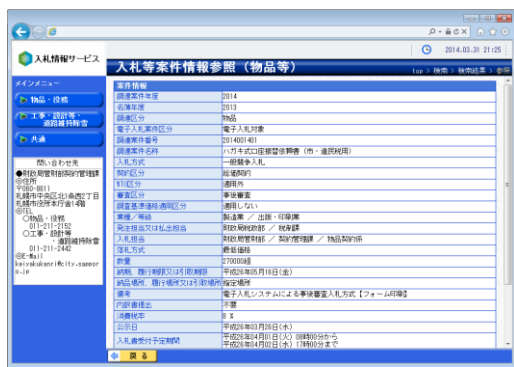 2014.03.31 21:25
入札情報サービス
入札等案件情報参照（物品等）
top > 検索 > 検索結果 > 参照
メインメニュー
物品・役務
工事・設計等・
道路維持除雪
共通
問い合わせ先
●財政局管財部契約管理課
◎住所
〒060-8611
札幌市中央区北1条西2丁目
札幌市役所本庁舎14階
◎TEL
○物品・役務
011-211-2152
○工事・設計等
・道路維持除雪
011-211-2442
◎E-Mail
keiyakukanri@city.sappor
o.jp
案件情報
調達案件年度 2014
名簿年度 2013
調達区分 物品
電子入札案件区分 電子入札対象
調達案件番号 2014001401
調達案件名称 ハガキ式口座振替依頼書（市・道民税用）
入札方式 一般競争入札
契約区分 総価契約
WTO区分 適用外
審査区分 事後審査
調査基準価格適用区分 適用しない
業種／等級 製造業 ／ 出版・印刷業
発注担当又は払出担当 財政局税政部 ／ 税制課
入札担当 財政局管財部 ／ 契約管理課 ／ 物品契約係
落札方式 最低価格
数量 270000組
納期、履行期限又は引取期限 平成26年05月16日(金)
納品場所、履行場所又は引取場所 指定場所
備考 電子入札システムによる事後審査入札方式【フォーム印刷】
内訳書提出 不要
消費税率 8 %
公示日 平成26年03月26日(水)
入札書受付予定期間 平成26年04月01日(火) 08時00分から
平成26年04月02日(水) 17時00分まで
戻 る